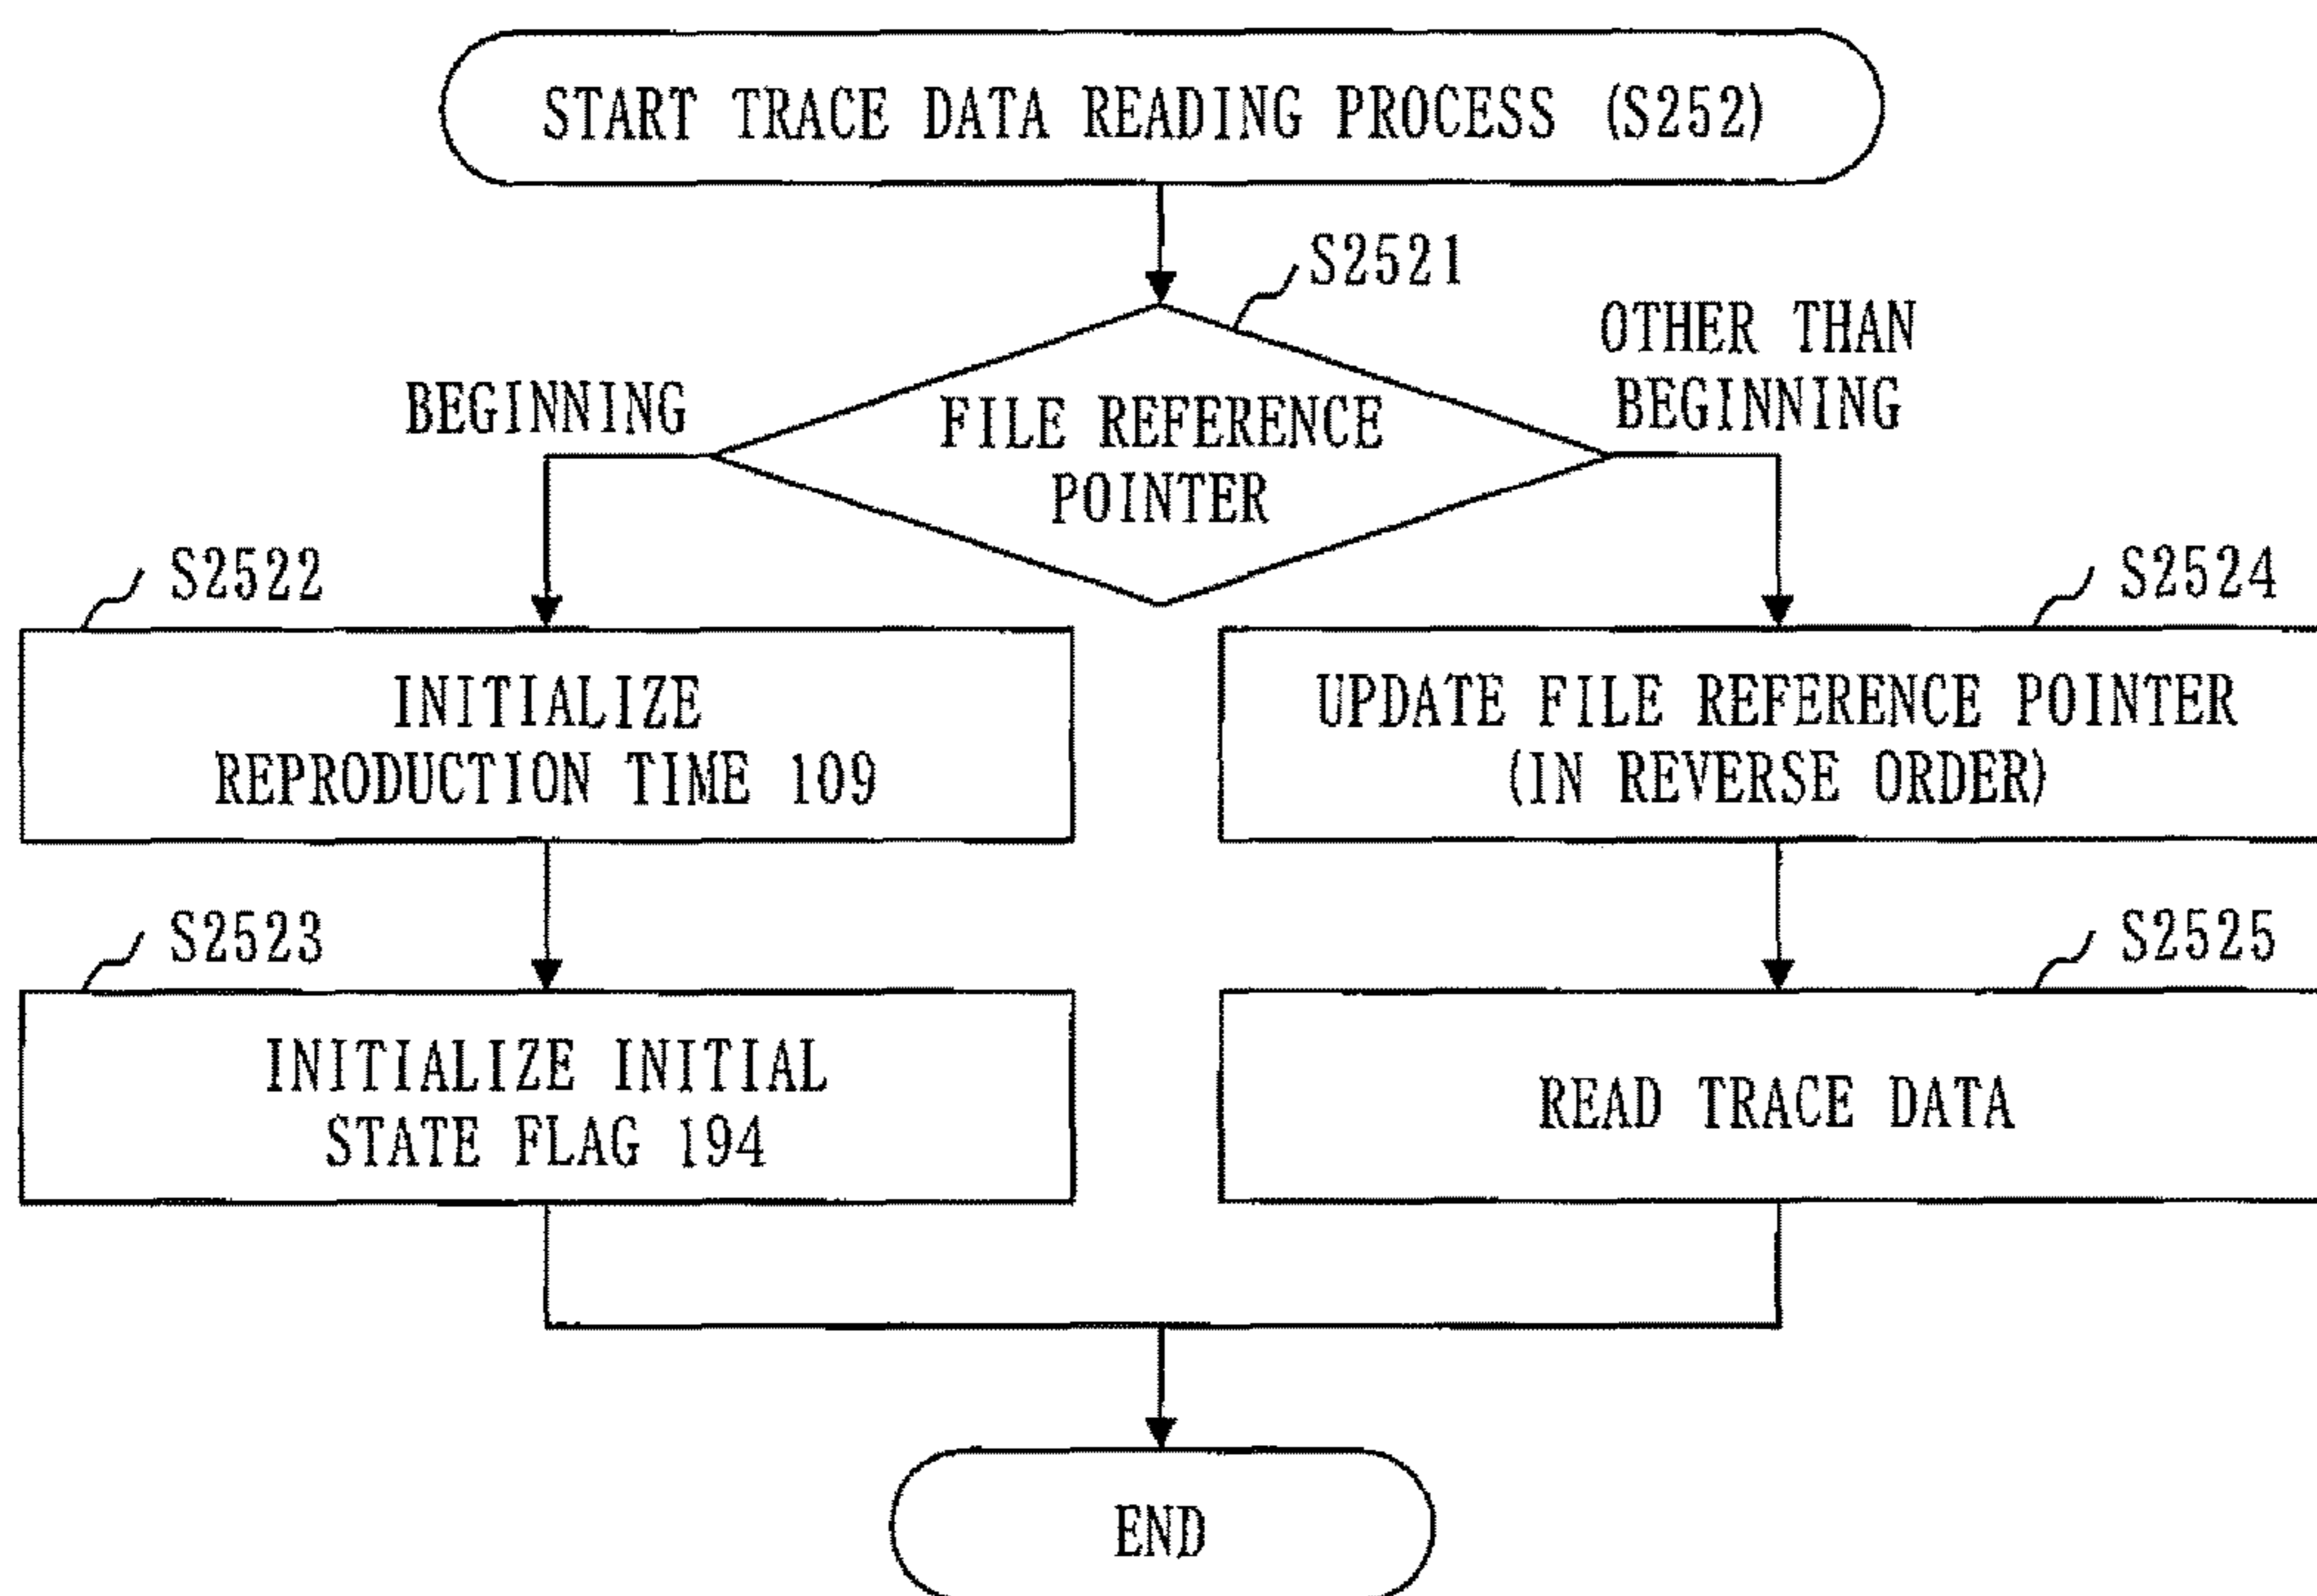 START TRACE DATA READING PROCESS (S252)
S2521
BEGINNING
OTHER THAN
BEGINNING
FILE REFERENCE
POINTER
S2522
INITIALIZE
REPRODUCTION TIME 109
S2523
INITIALIZE INITIAL
STATE FLAG 194
S2524
UPDATE FILE REFERENCE POINTER
(IN REVERSE ORDER)
S2525
READ TRACE DATA
END